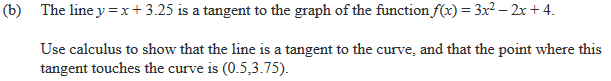 (b) The line y = x + 3.25 is a tangent to the graph of the function f(x) = 3x² – 2x + 4.
Use calculus to show that the line is a tangent to the curve, and that the point where this
tangent touches the curve is (0.5,3.75).